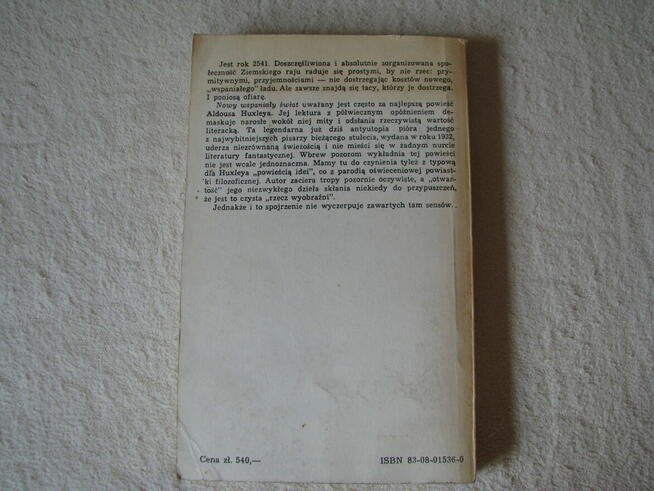 Jest rok 2541. Doszczęśliwiona i absolutnie zorganizowana spo-
łeczność Ziemskiego raju raduje się prostymi, by nie rzec: pry-
mitywnymi, przyjemnościami — nie dostrzegając kosztów nowego,
„wspaniałego" ładu. Ale zawsze znajdą się tacy, którzy je dostrzegą.
I poniosą ofiarę.
Nowy wspaniały świat uważany jest często za najlepszą powieść
Aldousa Huxleya. Jej lektura z półwiecznym opóźnieniem de-
maskuje narosłe wokół niej mity i odsłania rzeczywistą wartość
literacką. Ta legendarna już dziś antyutopia pióra jednego
z najwybitniejszych pisarzy bieżącego stulecia, wydana w roku 1932,
uderza niezrównaną świeżością i nie mieści się w żadnym nurcie
literatury fantastycznej. Wbrew pozorom wykładnia tej powieści
nie jest wcale jednoznaczna. Mamy tu do czynienia tyleż z typową
dla Huxleya „powieścią idei", co z parodią oświeceniowej powiast-
ki filozoficznej. Autor zaciera tropy pozornie oczywiste, a „otwar-
tość" jego niezwykłego dzieła skłania niekiedy do przypuszczeń,
że jest to czysta „rzecz wyobraźni".
Jednakże i to spojrzenie nie wyczerpuje zawartych tam sensów.
Cena zł. 540,—
ISBN 83-08-01536-0